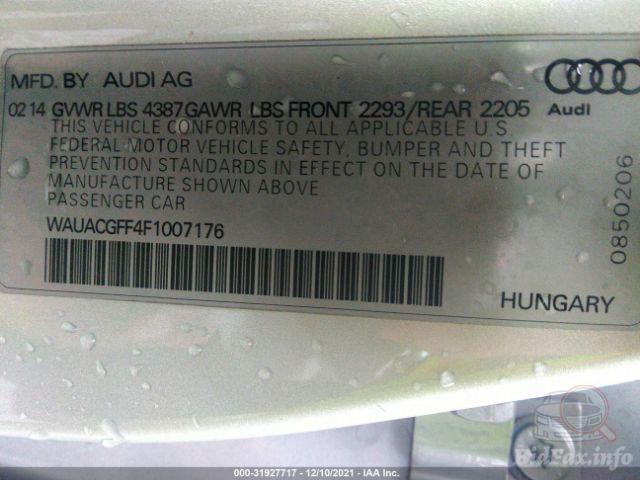 MFD. BY AUDI AG
02 14 GVWR LBS 4387 GAWR LBS FRONT 2293/REAR 2205
Audi
THIS VEHICLE CONFORMS TO ALL APPLICABLE U.S.
FEDERAL MOTOR VEHICLE SAFETY, BUMPER AND THEFT
PREVENTION STANDARDS IN EFFECT ON THE DATE OF
MANUFACTURE SHOWN ABOVE
PASSENGER CAR
WAUACGFF4F1007176
0850206
HUNGARY
BidFax.info
000-31927717 - 12/10/2021 - IAA Inc.